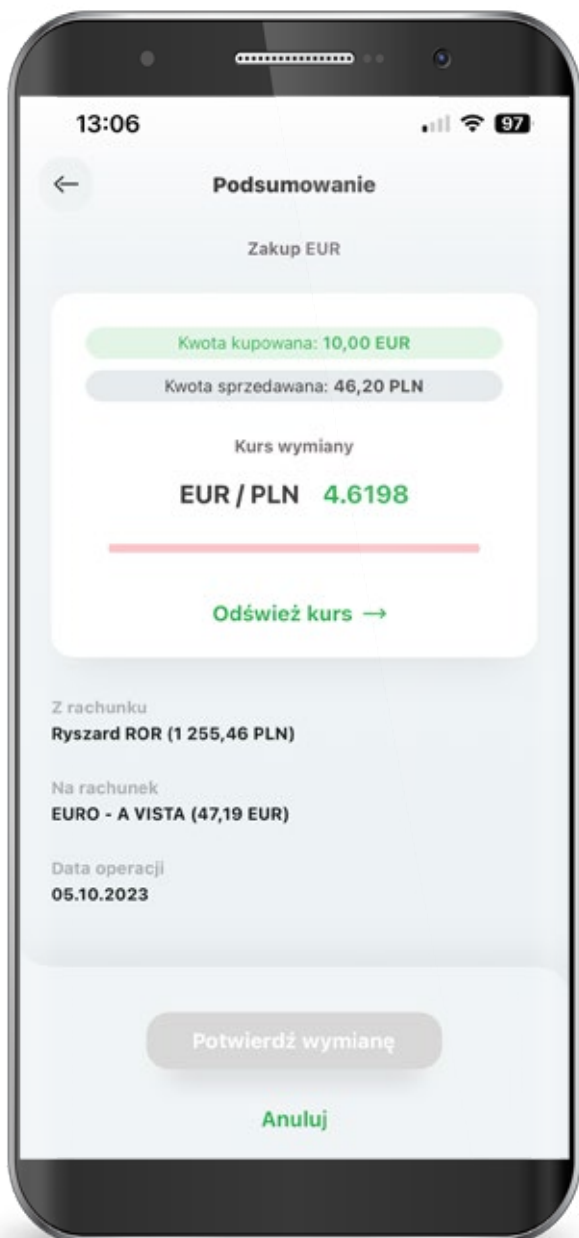 13:06
97
Podsumowanie
Zakup EUR
Kwota kupowana: 10,00 EUR
Kwota sprzedawana: 46,20 PLN
Kurs wymiany
EUR / PLN 4.6198
Odśwież kurs →
Z rachunku
Ryszard ROR (1 255,46 PLN)
Na rachunek
EURO - A VISTA (47,19 EUR)
Data operacji
05.10.2023
Potwierdź wymianę
Anuluj